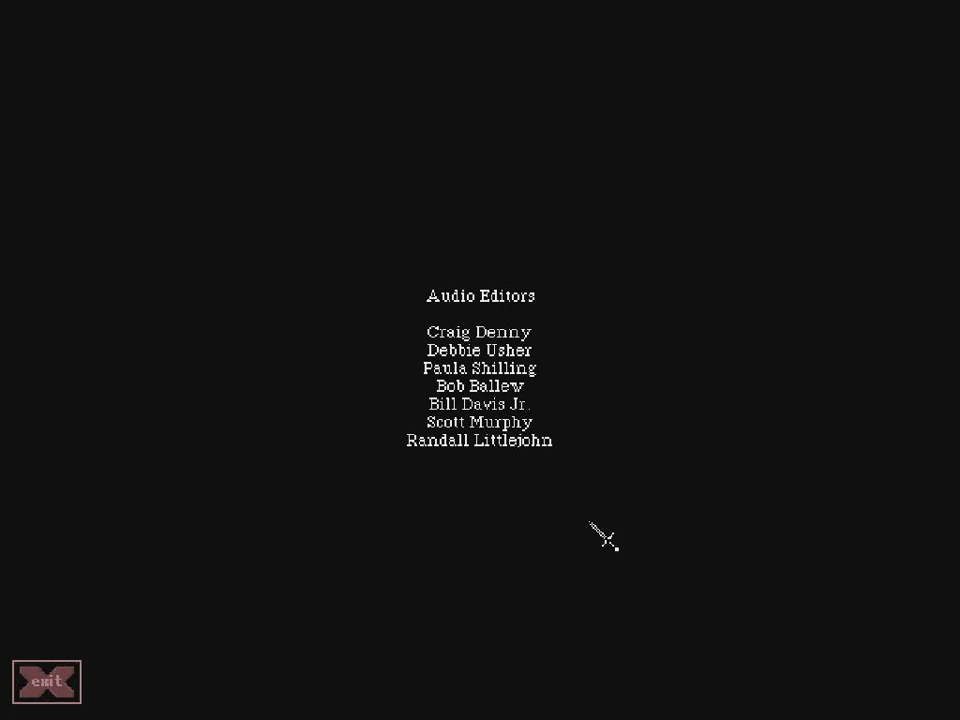 Audio Editors
Craig Denny
Debbie Usher
Paula Shilling
Bob Ballew
Bill Davis Jr.
Scott Murphy
Randall Littlejohn
exit